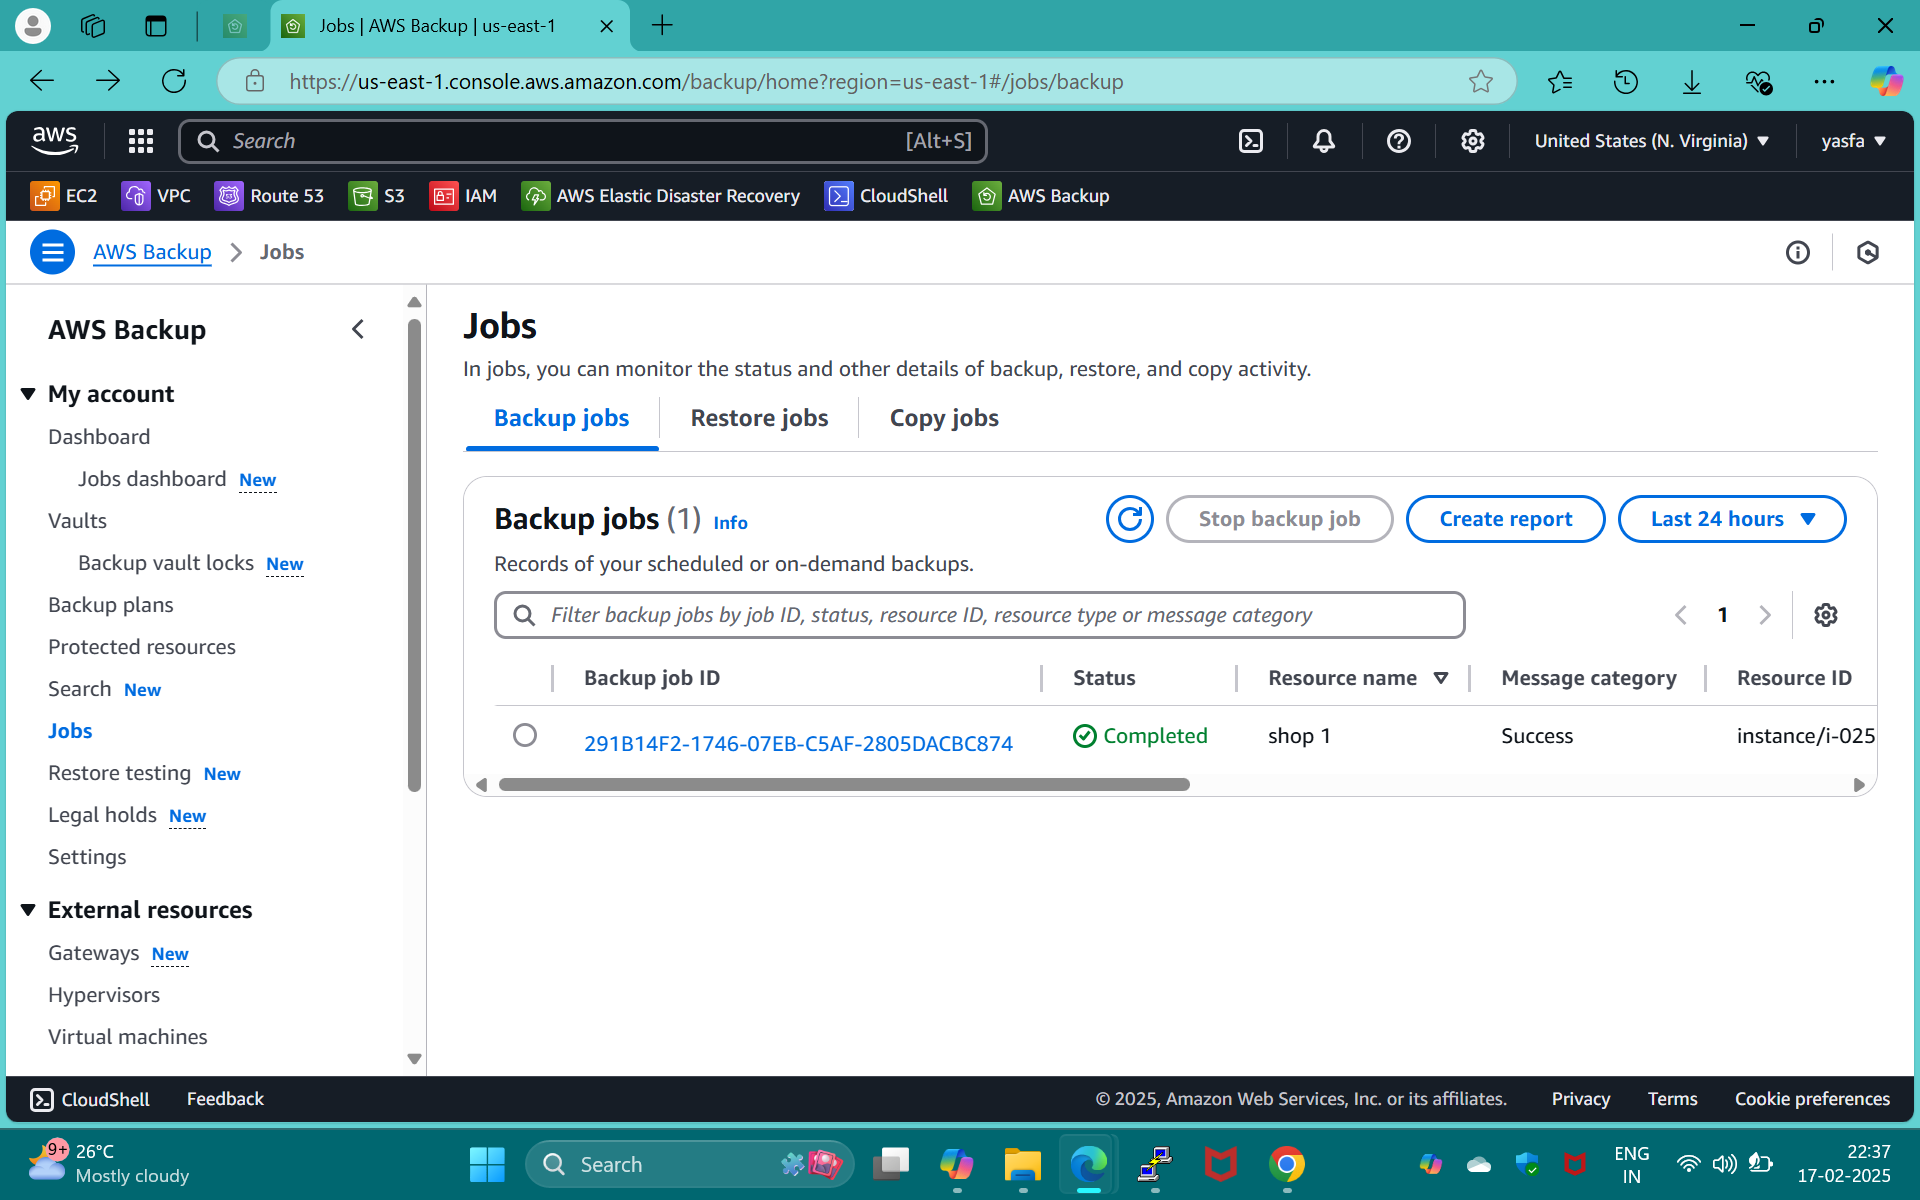 Jobs | AWS Backup | us-east-1
https://us-east-1.console.aws.amazon.com/backup/home?region=us-east-1#/jobs/backup
aws
Search [Alt+S]
United States (N. Virginia) yasfa
EC2 VPC Route 53 S3 IAM AWS Elastic Disaster Recovery CloudShell AWS Backup
AWS Backup Jobs
AWS Backup
My account
Dashboard
Jobs dashboard New
Vaults
Backup vault locks New
Backup plans
Protected resources
Search New
Jobs
Restore testing New
Legal holds New
Settings
External resources
Gateways New
Hypervisors
Virtual machines
Jobs
In jobs, you can monitor the status and other details of backup, restore, and copy activity.
Backup jobs Restore jobs Copy jobs
Backup jobs (1) Info
Stop backup job Create report Last 24 hours
Records of your scheduled or on-demand backups.
Filter backup jobs by job ID, status, resource ID, resource type or message category
1
Backup job ID Status Resource name Message category Resource ID
291B14F2-1746-07EB-C5AF-2805DACBC874 Completed shop 1 Success instance/i-025
CloudShell Feedback © 2025, Amazon Web Services, Inc. or its affiliates. Privacy Terms Cookie preferences
9+ 26°C
Mostly cloudy
Search
ENG
IN
22:37
17-02-2025